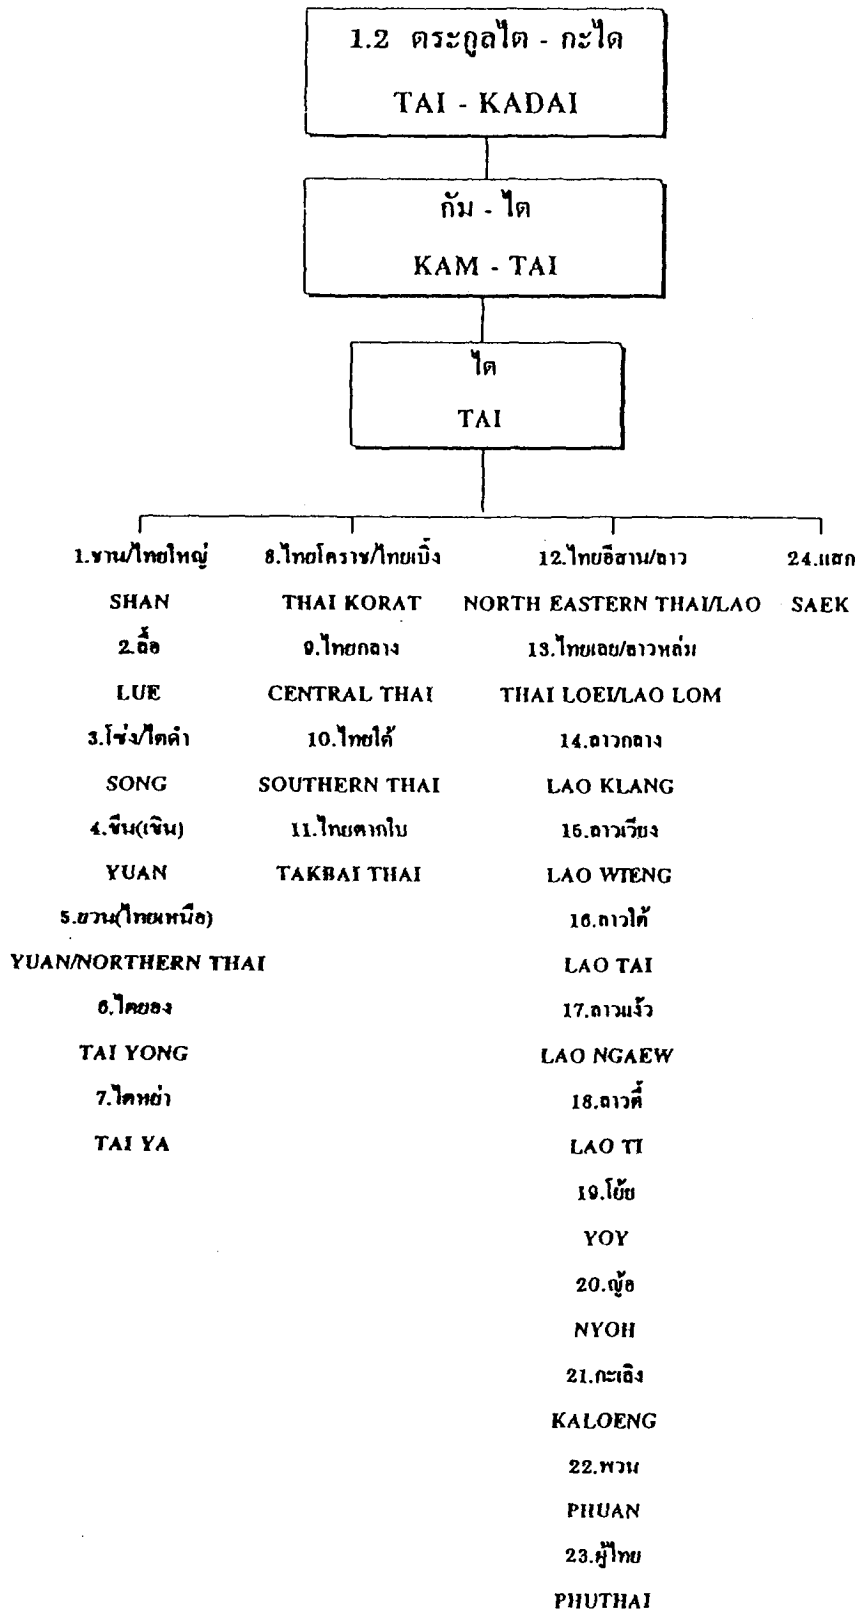 1.2 ตระกูลไต - กะได
TAI - KADAI
กัม - ไต
KAM - TAI
ไต
TAI
1.ชาน/ไทยใหญ่
SHAN
2.ลื้อ
LUE
3.โซ่ง/ไตดำ
SONG
4.ขึน(เขิน)
YUAN
5.ยวน(ไทยเหนือ)
YUAN/NORTHERN THAI
6.ไตยอง
TAI YONG
7.ไตหย่า
TAI YA
8.ไทยโคราช/ไทยเบิ้ง
THAI KORAT
9.ไทยกลาง
CENTRAL THAI
10.ไทยใต้
SOUTHERN THAI
11.ไทยตากใบ
TAKBAI THAI
12.ไทยอีสาน/ลาว
NORTH EASTERN THAI/LAO
13.ไทยเลย/ลาวหล่ม
THAI LOEI/LAO LOM
14.ลาวกลาง
LAO KLANG
15.ลาวเวียง
LAO WIENG
16.ลาวใต้
LAO TAI
17.ลาวแง้ว
LAO NGAEW
18.ลาวตี้
LAO TI
19.โย้ย
YOY
20.ญ้อ
NYOH
21.กะเลิง
KALOENG
22.พวน
PHUAN
23.ผู้ไทย
PHUTHAI
24.แสก
SAEK